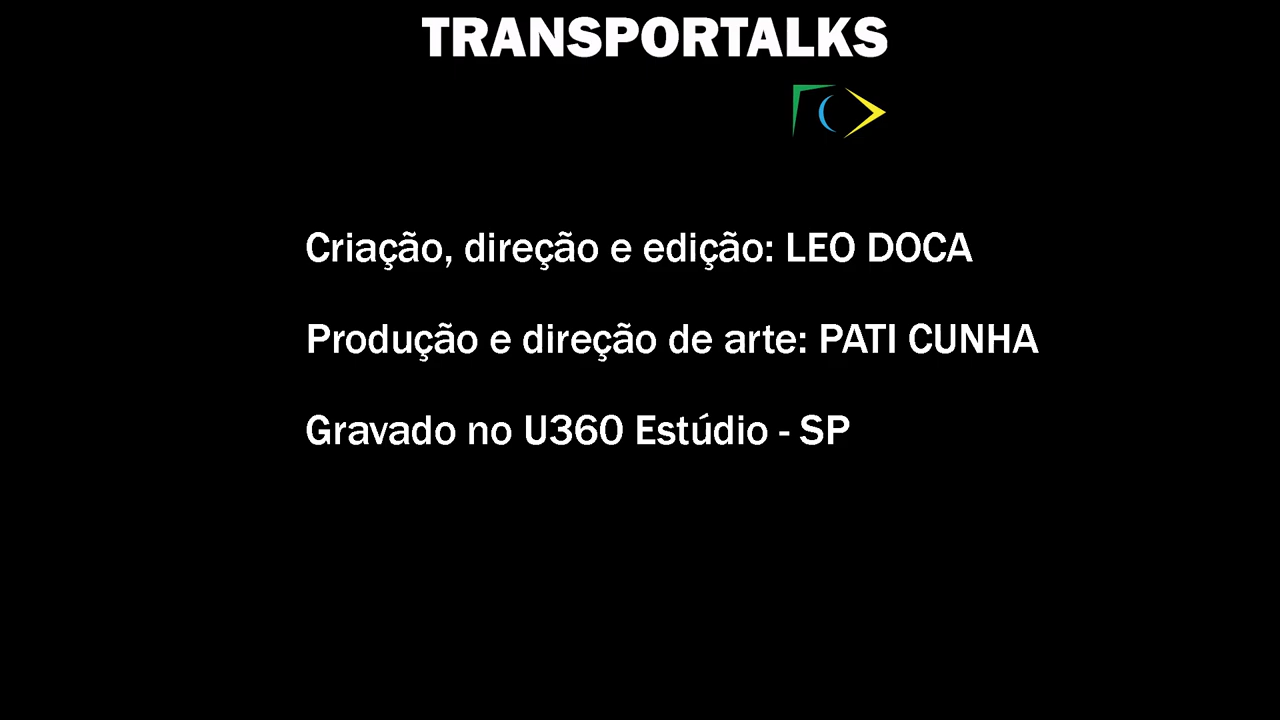 TRANSPORTALKS
Criação, direção e edição: LEO DOCA
Produção e direção de arte: PATI CUNHA
Gravado no U360 Estúdio - SP